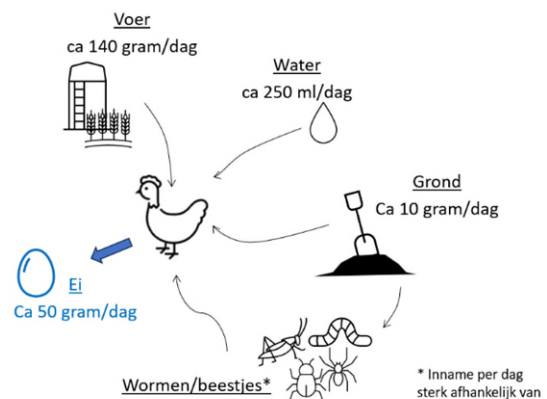 Voer
ca 140 gram/dag
Water
ca 250 ml/dag
Grond
Ca 10 gram/dag
Ei
Ca 50 gram/dag
Wormen/beestjes*
* Inname per dag
sterk afhankelijk van